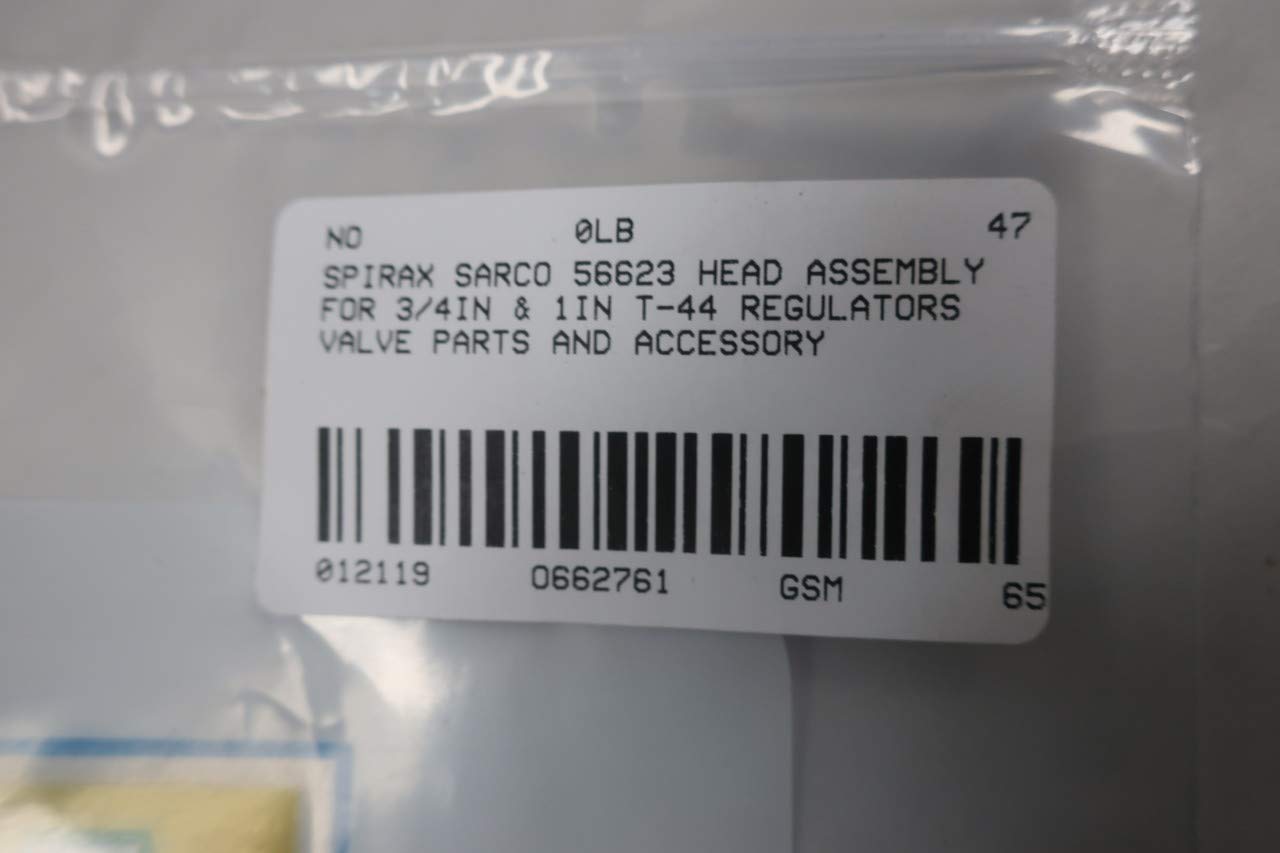 NO 0LB 47
SPIRAX SARCO 56623 HEAD ASSEMBLY
FOR 3/4IN & 1IN T-44 REGULATORS
VALVE PARTS AND ACCESSORY
012119 0662761 GSM 65